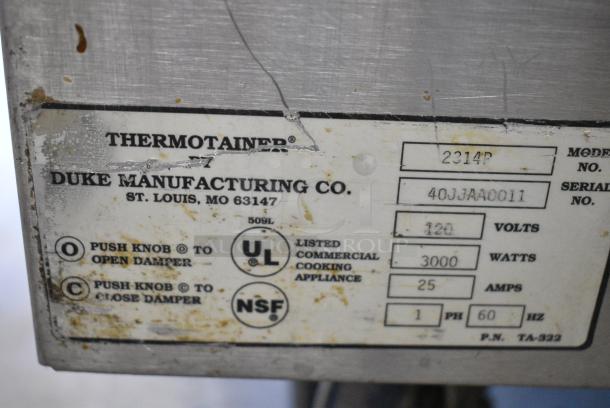 THERMOTAINER®
BY
DUKE MANUFACTURING CO.
ST. LOUIS, MO 63147
2314P MODEL NO.
40JJAA0011 SERIAL NO.
120 VOLTS
3000 WATTS
25 AMPS
1 PH 60 HZ
P.N. TA-322
O PUSH KNOB © TO
OPEN DAMPER
C PUSH KNOB © TO
CLOSE DAMPER
509L
UL
LISTED
COMMERCIAL
COOKING
APPLIANCE
NSF®
GROUP